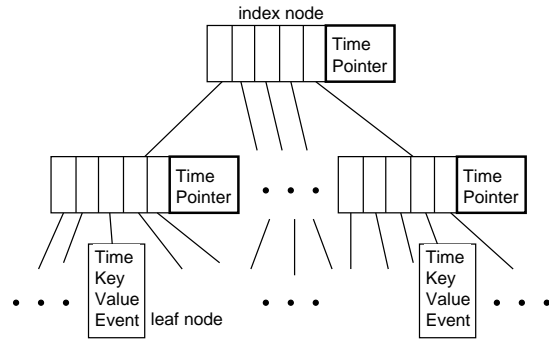 index node
Time
Pointer
Time
Pointer
Time
Pointer
Time
Key
Value
Event
leaf node
Time
Key
Value
Event